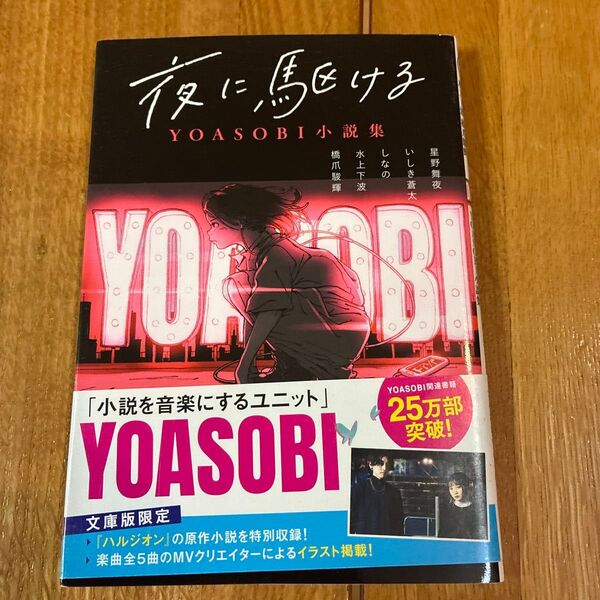 夜に駆ける
YOASOBI小説集
星野舞夜
いしき蒼太
しなの
水上下波
橋爪駿輝
YOASOBI
「小説を音楽にするユニット」
YOASOBI
YOASOBI関連書籍
25万部
突破!
文庫版限定
・『ハルジオン』の原作小説を特別収録!
・楽曲全5曲のMVクリエイターによるイラスト掲載!